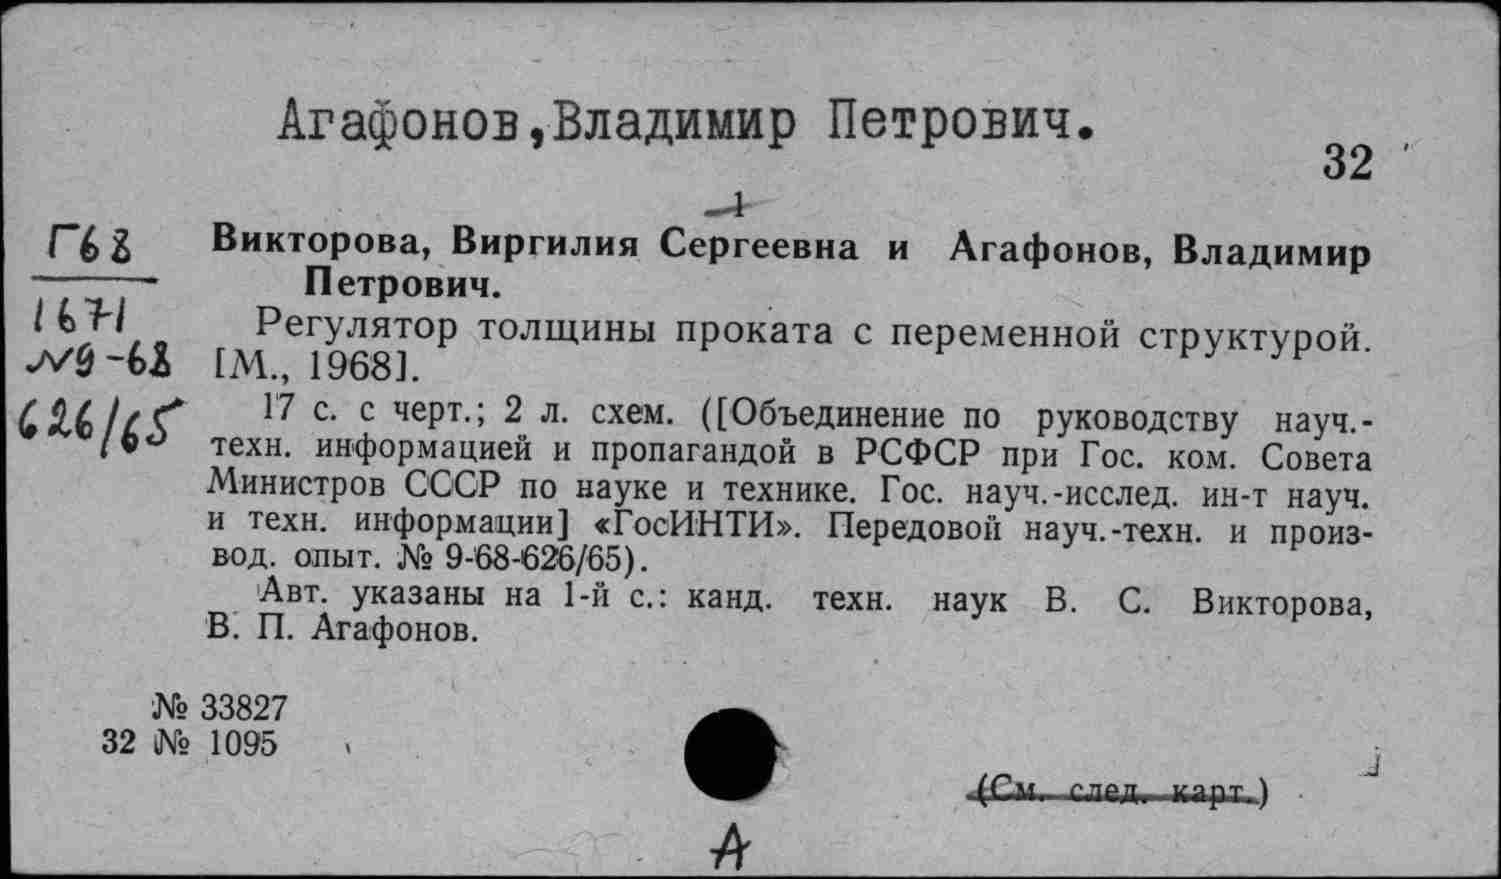 Агафонов,Владимир Петрович.
32
1
Г68
Викторова, Виргилия Сергеевна и Агафонов, Владимир
Петрович.
1671
Регулятор толщины проката с переменной структурой.
№9-68
[М., 1968].
626/65
17 с. с черт.; 2 л. схем. ([Объединение по руководству науч.-
техн. информацией и пропагандой в РСФСР при Гос. ком. Совета
Министров СССР по науке и технике. Гос. науч.-исслед. ин-т науч.
и техн. информации] «ГосИНТИ». Передовой науч.-техн. и произ-
вод. опыт. № 9-68-626/65).
Авт. указаны на 1-й с.: канд. техн. наук В. С. Викторова,
В. П. Агафонов.
№ 33827
32 № 1095
(См. след. карт.)
А